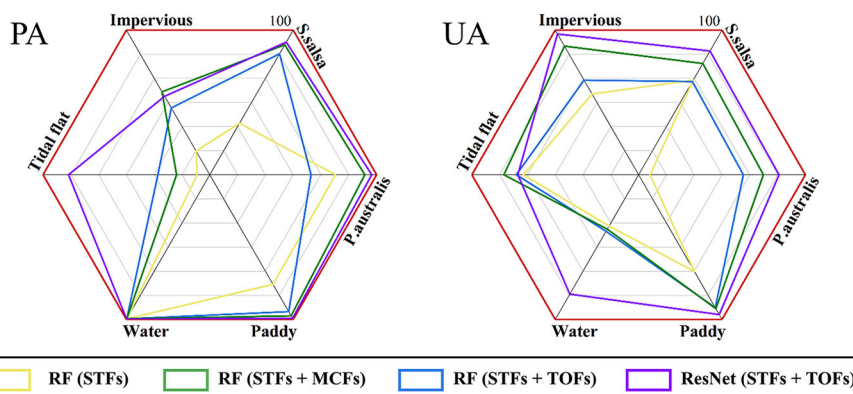 PA
UA
Impervious
100
S.salsa
Tidal flat
P.australis
Water
Paddy
Impervious
100
S.salsa
Tidal flat
P.australis
Water
Paddy
RF (STFs)
RF (STFs + MCFs)
RF (STFs + TOFs)
ResNet (STFs + TOFs)